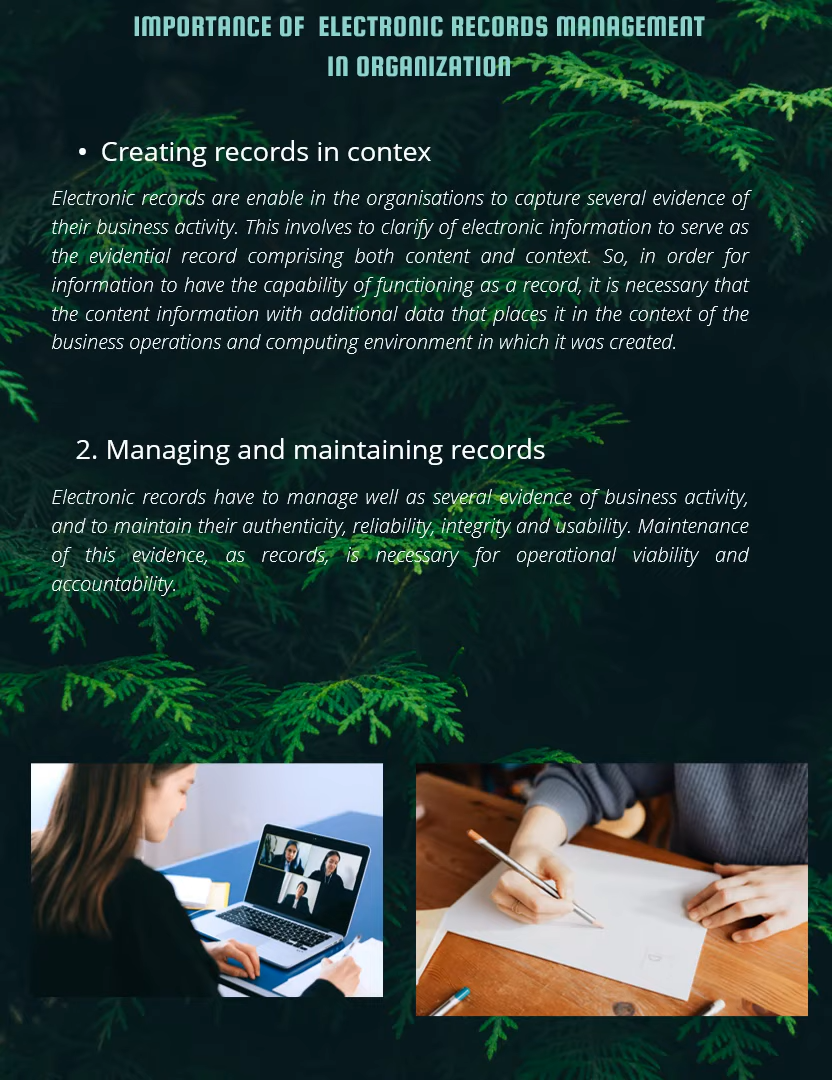 IMPORTANCE OF ELECTRONIC RECORDS MANAGEMENT
IN ORGANIZATION
• Creating records in contex
Electronic records are enable in the organisations to capture several evidence of
their business activity. This involves to clarify of electronic information to serve as
the evidential record comprising both content and context. So, in order for
information to have the capability of functioning as a record, it is necessary that
the content information with additional data that places it in the context of the
business operations and computing environment in which it was created.
2. Managing and maintaining records
Electronic records have to manage well as several evidence of business activity,
and to maintain their authenticity, reliability, integrity and usability. Maintenance
of this evidence, as records, is necessary for operational viability and
accountability.